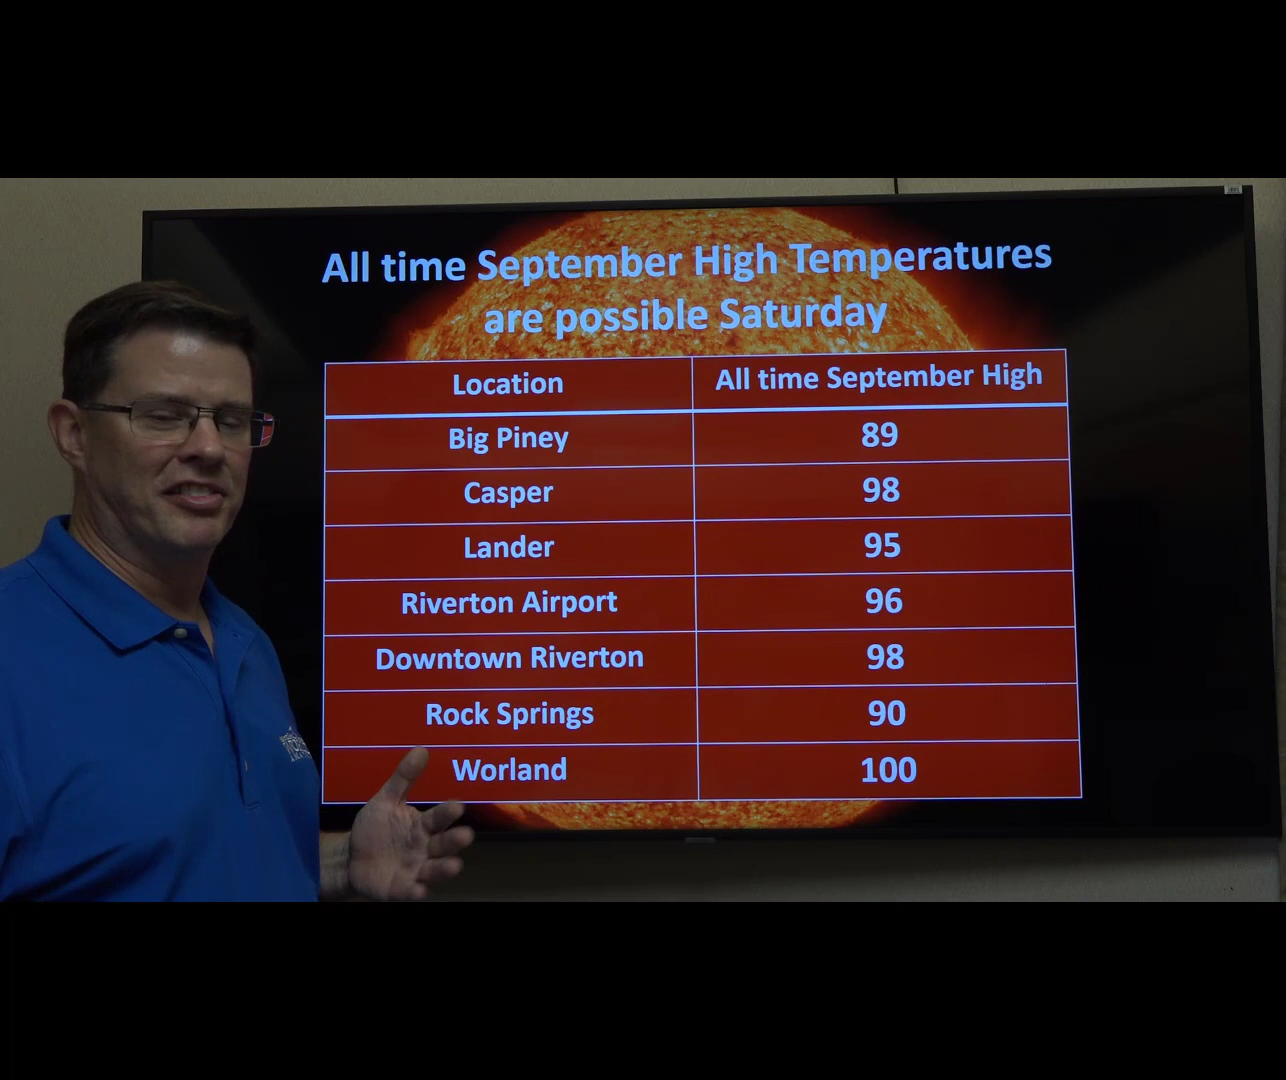 All time September High Temperatures
are possible Saturday
Location All time September High
Big Piney 89
Casper 98
Lander 95
Riverton Airport 96
Downtown Riverton 98
Rock Springs 90
Worland 100